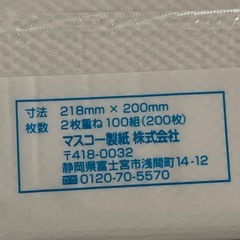 寸法 218mm × 200mm
枚数 2枚重ね100組(200枚)
マスコー製紙 株式会社
〒418-0032
静岡県富士宮市浅間町14-12
☏ 0120-70-5570